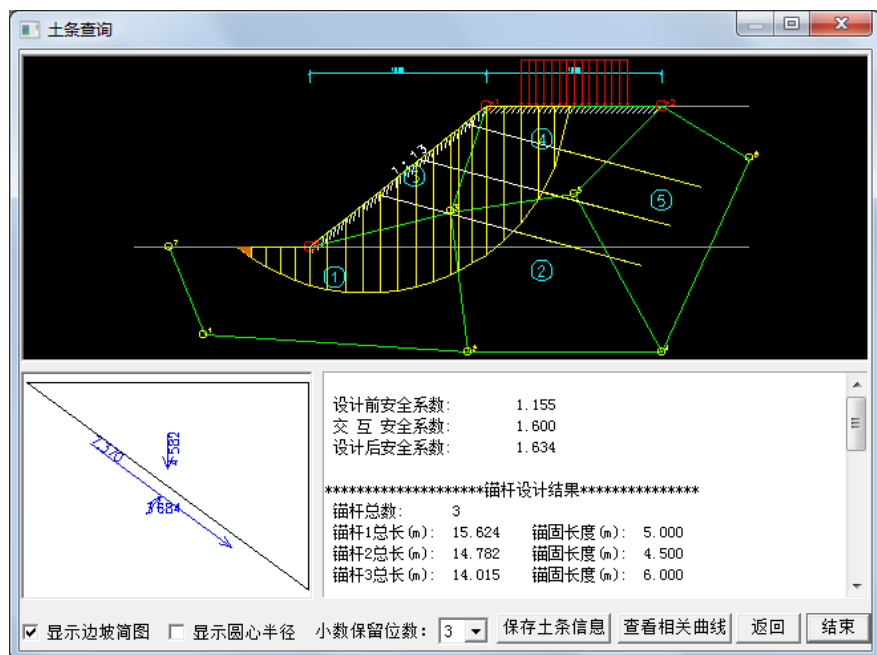 土条查询
1:1.13
③
④
⑤
①
②
7.370
4.582
3.684
设计前安全系数: 1.155
交 互 安全系数: 1.600
设计后安全系数: 1.634
********************锚杆设计结果***************
锚杆总数: 3
锚杆1总长(m): 15.624 锚固长度(m): 5.000
锚杆2总长(m): 14.782 锚固长度(m): 4.500
锚杆3总长(m): 14.015 锚固长度(m): 6.000
显示边坡简图 显示圆心半径 小数保留位数: 3 保存土条信息 查看相关曲线 返回 结束